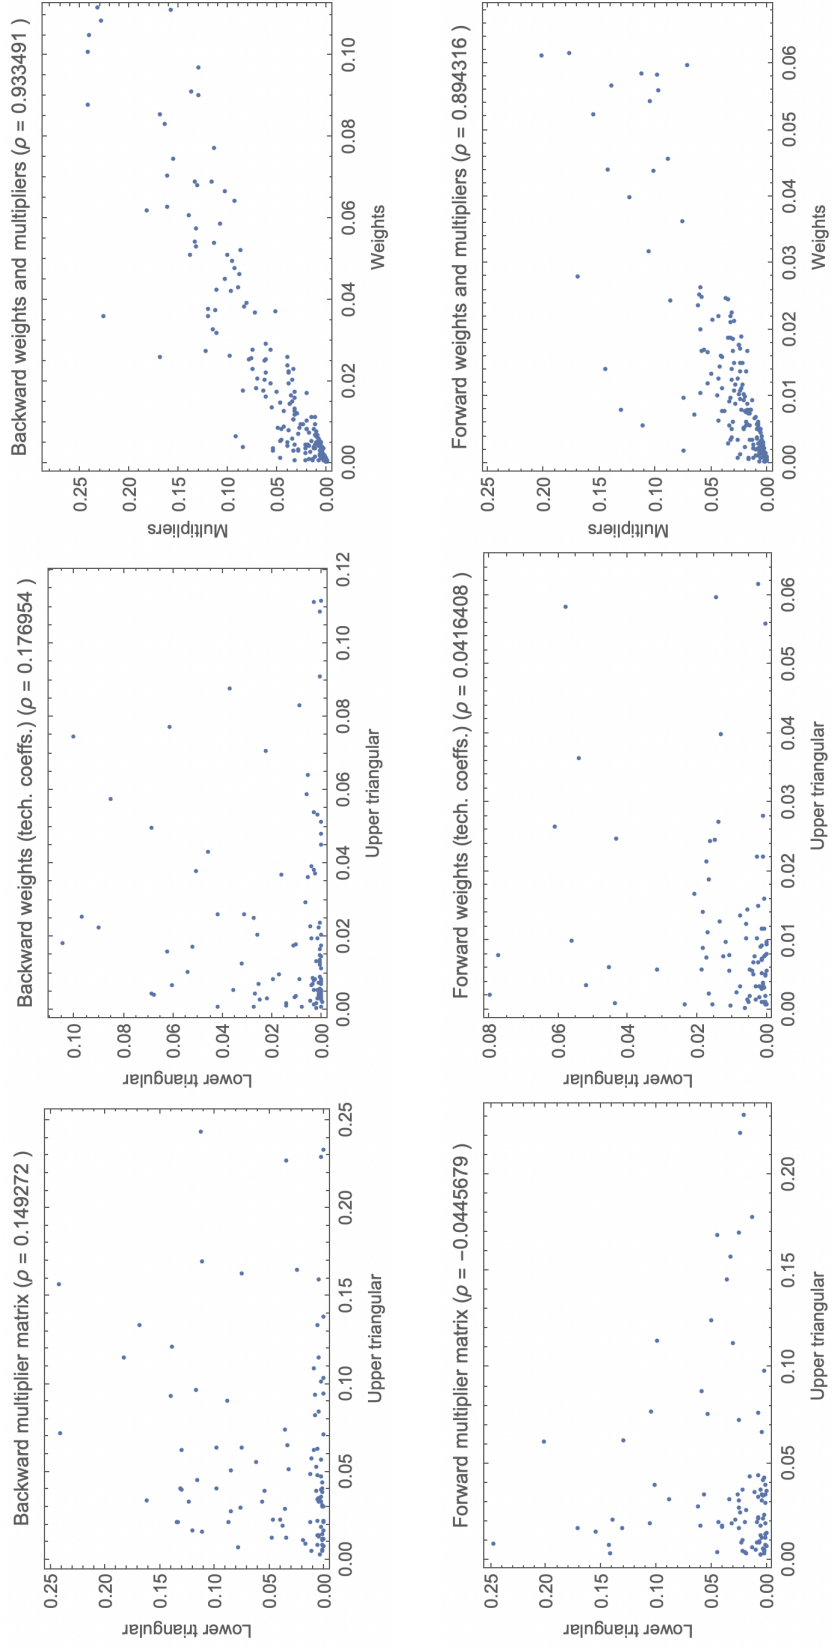 Backward multiplier matrix (ρ = 0.149272 )
Lower triangular
0.25
0.20
0.15
0.10
0.05
0.00
0.00 0.05 0.10 0.15 0.20 0.25
Upper triangular
Backward weights (tech. coeffs.) (ρ = 0.176954 )
Lower triangular
0.10
0.08
0.06
0.04
0.02
0.00
0.00 0.02 0.04 0.06 0.08 0.10 0.12
Upper triangular
Backward weights and multipliers (ρ = 0.933491 )
Multipliers
0.25
0.20
0.15
0.10
0.05
0.00
0.00 0.02 0.04 0.06 0.08 0.10
Weights
Forward multiplier matrix (ρ = −0.0445679 )
Lower triangular
0.25
0.20
0.15
0.10
0.05
0.00
0.00 0.05 0.10 0.15 0.20
Upper triangular
Forward weights (tech. coeffs.) (ρ = 0.0416408 )
Lower triangular
0.08
0.06
0.04
0.02
0.00
0.00 0.01 0.02 0.03 0.04 0.05 0.06
Upper triangular
Forward weights and multipliers (ρ = 0.894316 )
Multipliers
0.25
0.20
0.15
0.10
0.05
0.00
0.00 0.01 0.02 0.03 0.04 0.05 0.06
Weights